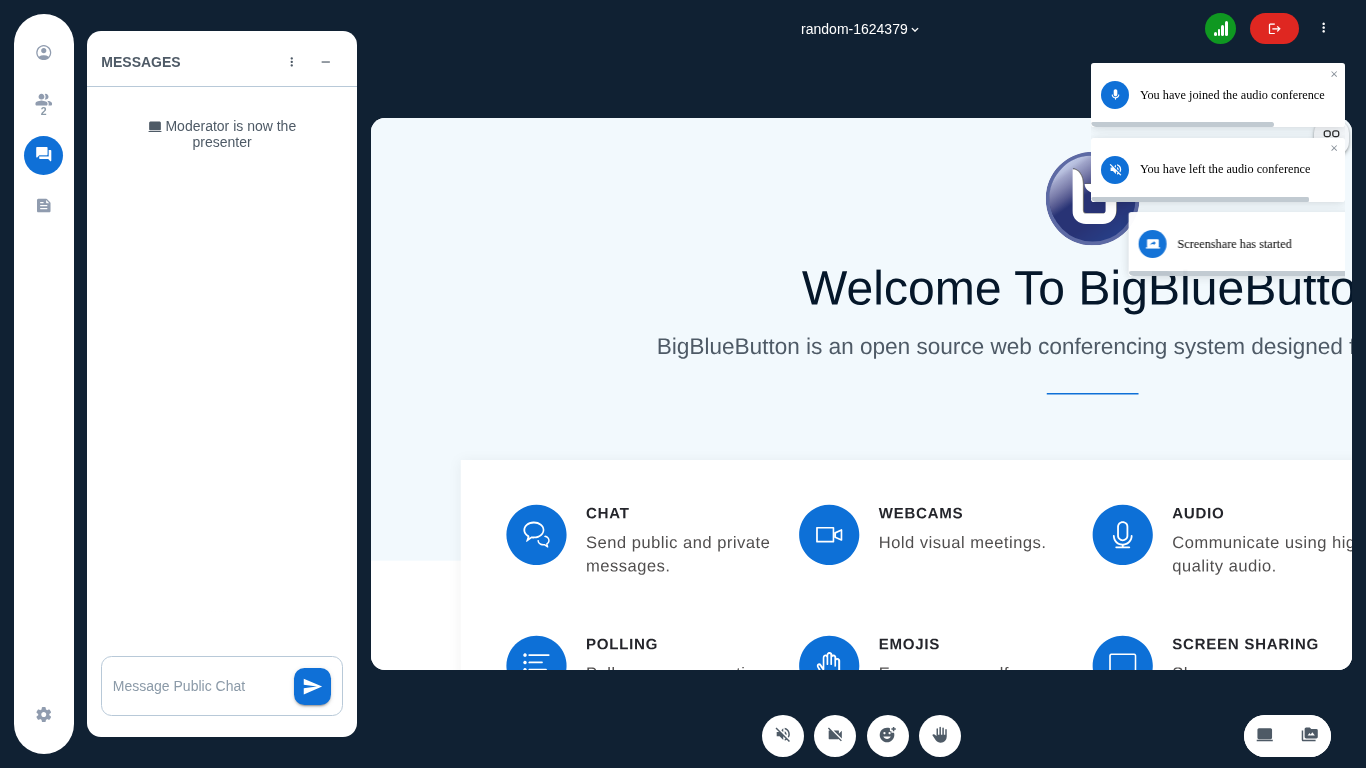 random-1624379
2
MESSAGES
Moderator is now the
presenter
Message Public Chat
You have joined the audio conference
You have left the audio conference
Screenshare has started
Welcome To BigBlueButto
BigBlueButton is an open source web conferencing system designed
CHAT
Send public and private
messages.
WEBCAMS
Hold visual meetings.
AUDIO
Communicate using hig
quality audio.
POLLING
EMOJIS
SCREEN SHARING